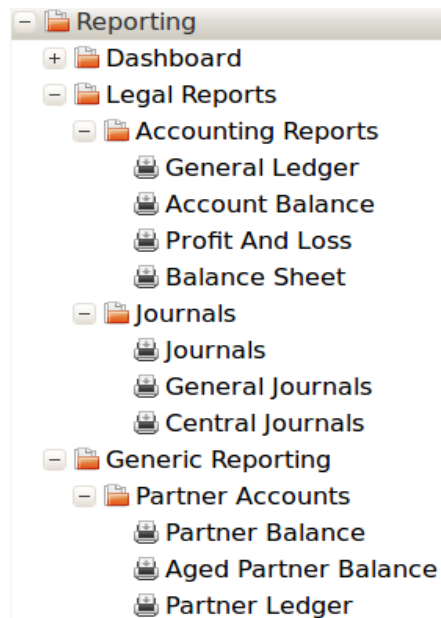 Reporting
Dashboard
Legal Reports
Accounting Reports
General Ledger
Account Balance
Profit And Loss
Balance Sheet
Journals
Journals
General Journals
Central Journals
Generic Reporting
Partner Accounts
Partner Balance
Aged Partner Balance
Partner Ledger